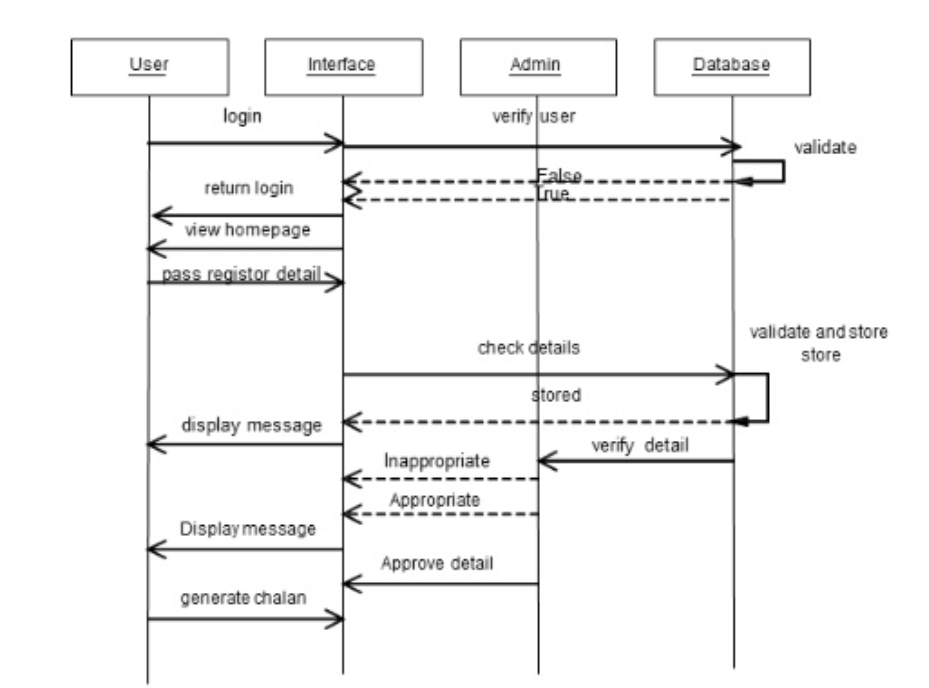 User
Interface
Admin
Database
login
verify user
validate
False
True
return login
view homepage
pass registor detail
validate and store
store
check details
stored
display message
verify detail
Inappropriate
Appropriate
Display message
Approve detail
generate chalan